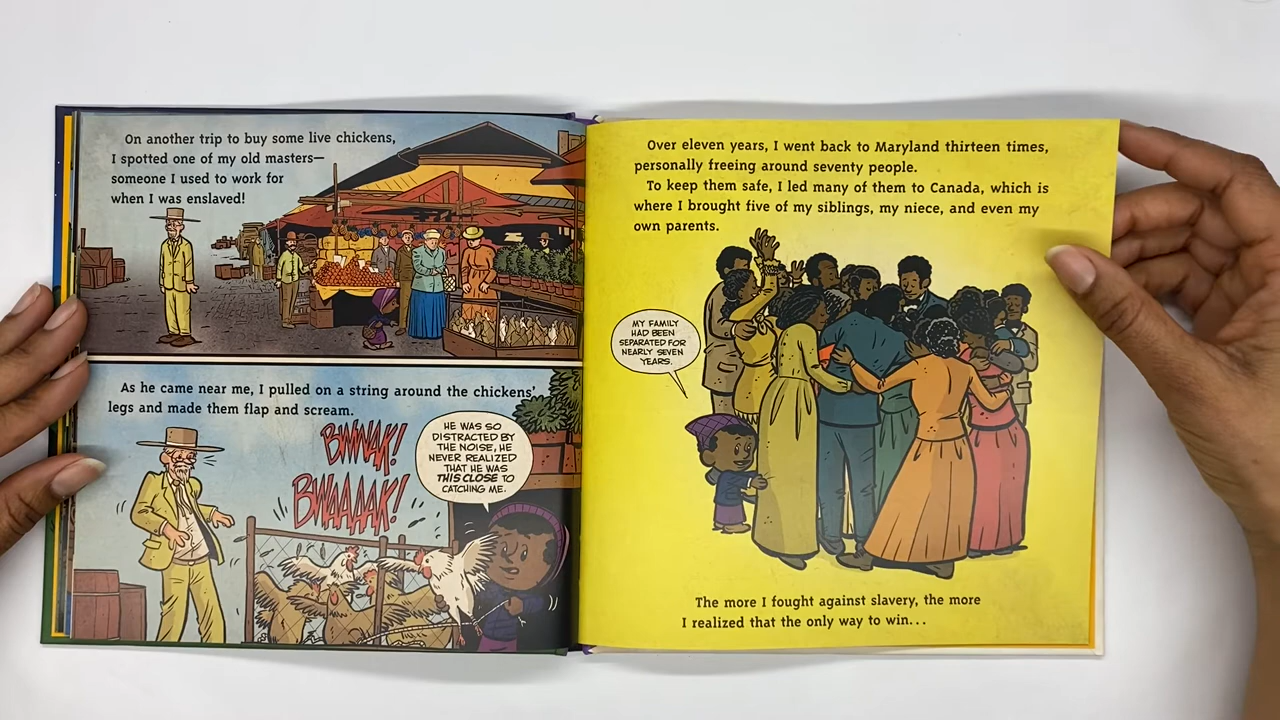 On another trip to buy some live chickens,
I spotted one of my old masters—
someone I used to work for
when I was enslaved!
As he came near me, I pulled on a string around the chickens'
legs and made them flap and scream.
BWWAK!
BWAAAAK!
HE WAS SO
DISTRACTED BY
THE NOISE, HE
NEVER REALIZED
THAT HE WAS
THIS CLOSE TO
CATCHING ME.
Over eleven years, I went back to Maryland thirteen times,
personally freeing around seventy people.
To keep them safe, I led many of them to Canada, which is
where I brought five of my siblings, my niece, and even my
own parents.
MY FAMILY
HAD BEEN
SEPARATED FOR
NEARLY SEVEN
YEARS.
The more I fought against slavery, the more
I realized that the only way to win...